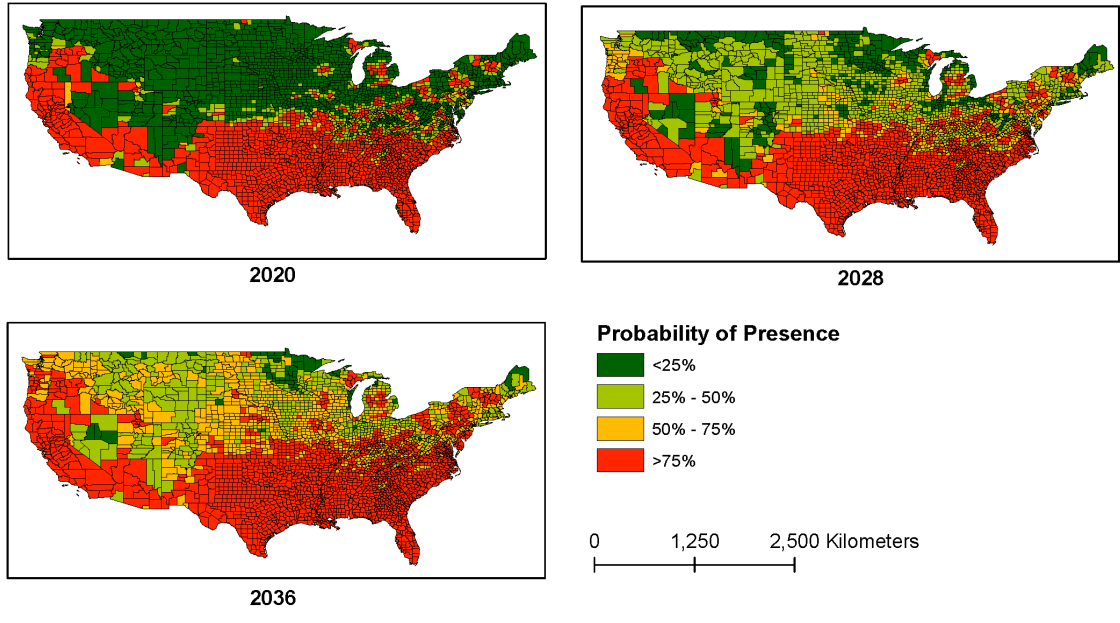 2020
2028
2036
Probability of Presence
<25%
25% - 50%
50% - 75%
>75%
0 1,250 2,500 Kilometers